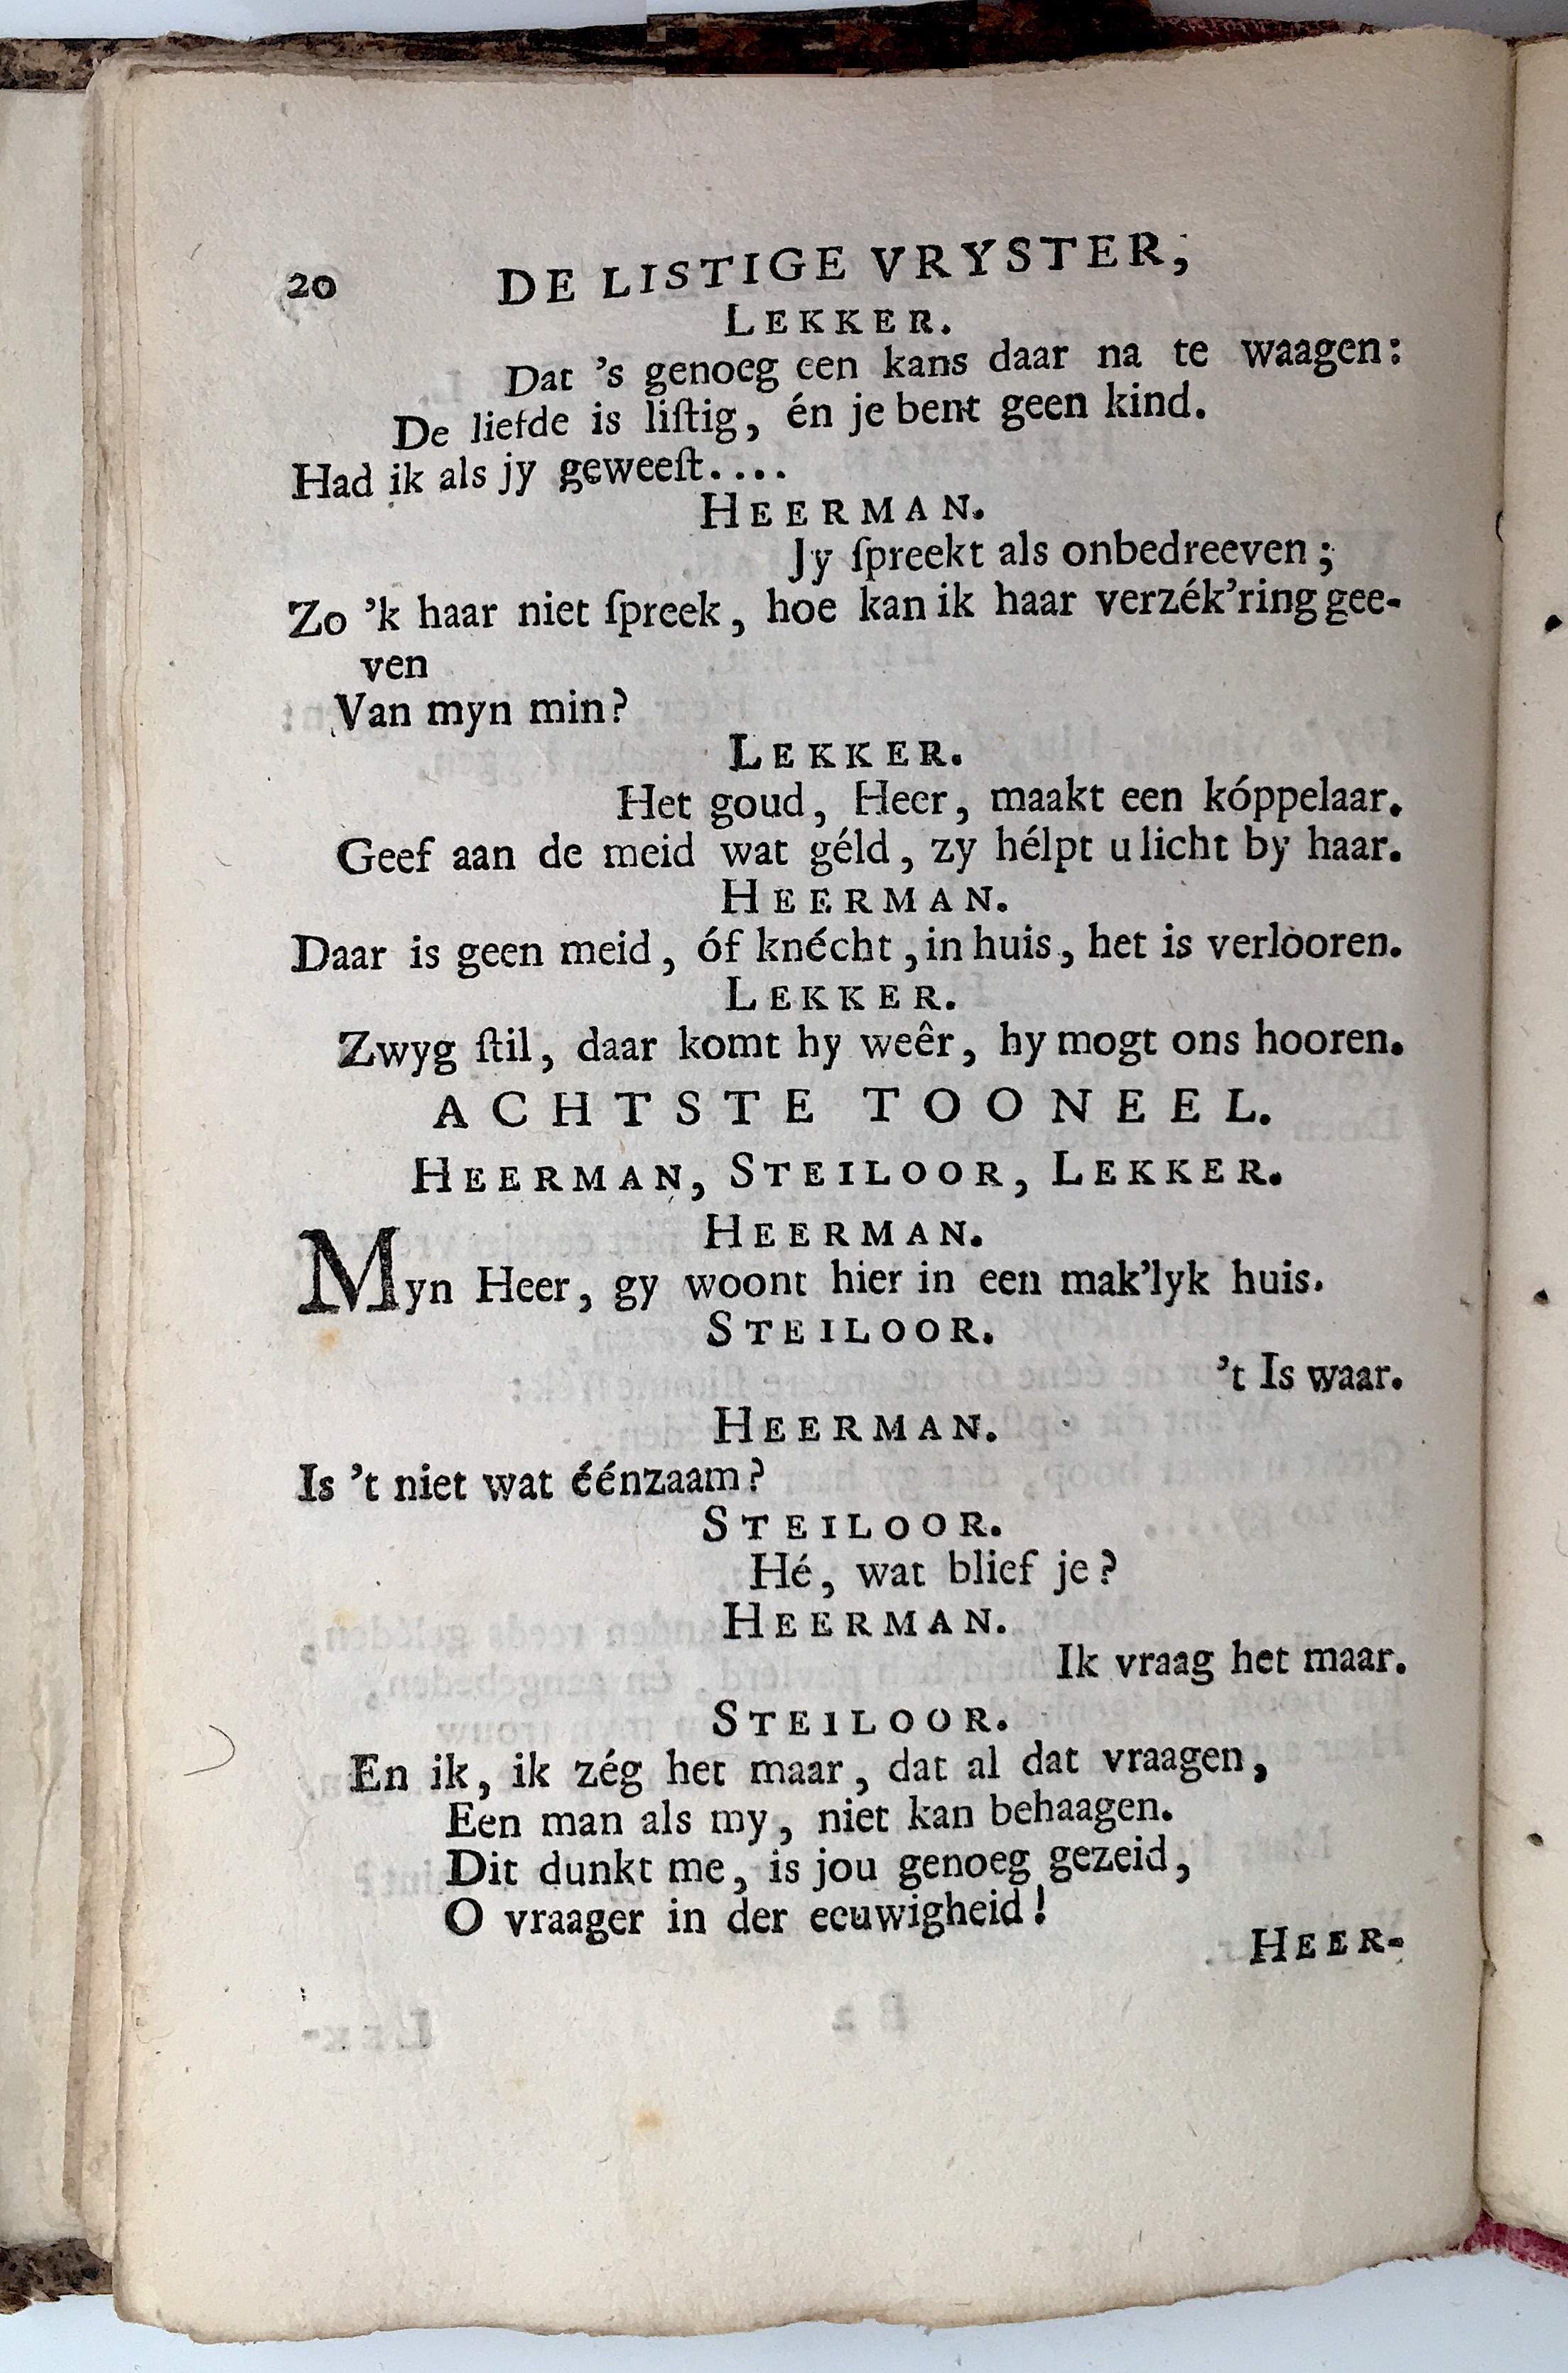 20 DE LISTIGE VRYSTER,
LEKKER.
Dat 's genoeg een kans daar na te waagen:
De liefde is liſtig, én je bent geen kind.
Had ik als jy geweeſt....
HEERMAN.
Jy ſpreekt als onbedreeven;
Zo 'k haar niet ſpreek, hoe kan ik haar verzék'ring gee-
ven
Van myn min?
LEKKER.
Het goud, Heer, maakt een kóppelaar.
Geef aan de meid wat géld, zy hélpt u licht by haar.
HEERMAN.
Daar is geen meid, óf knécht, in huis, het is verlooren.
LEKKER.
Zwyg ſtil, daar komt hy weêr, hy mogt ons hooren.
ACHTSTE TOONEEL.
HEERMAN, STEILOOR, LEKKER.
HEERMAN.
Myn Heer, gy woont hier in een mak'lyk huis.
STEILOOR.
't Is waar.
HEERMAN.
Is 't niet wat éénzaam?
STEILOOR.
Hé, wat blief je?
HEERMAN.
Ik vraag het maar.
STEILOOR.
En ik, ik zég het maar, dat al dat vraagen,
Een man als my, niet kan behaagen.
Dit dunkt me, is jou genoeg gezeid,
O vraager in der eeuwigheid!
HEER-